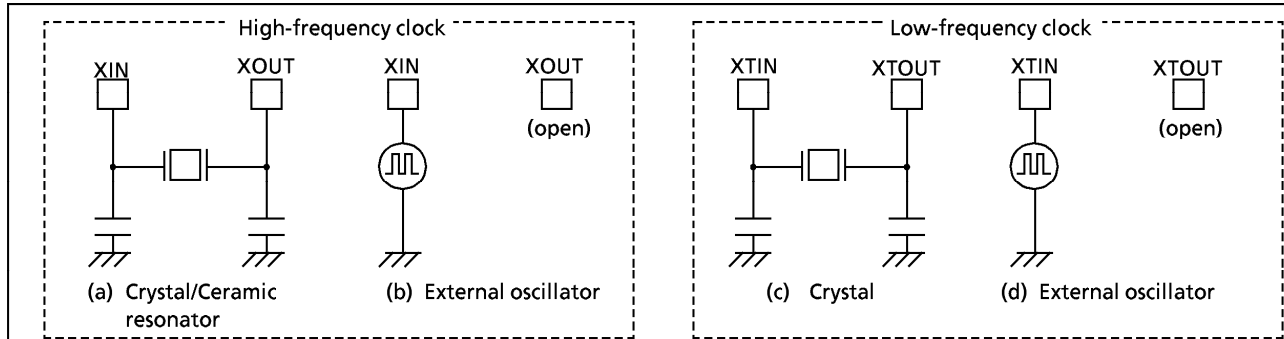 High-frequency clock
XIN
XOUT
XIN
XOUT
(open)
(a) Crystal/Ceramic
resonator
(b) External oscillator
Low-frequency clock
XTIN
XTOUT
XTIN
XTOUT
(open)
(c) Crystal
(d) External oscillator